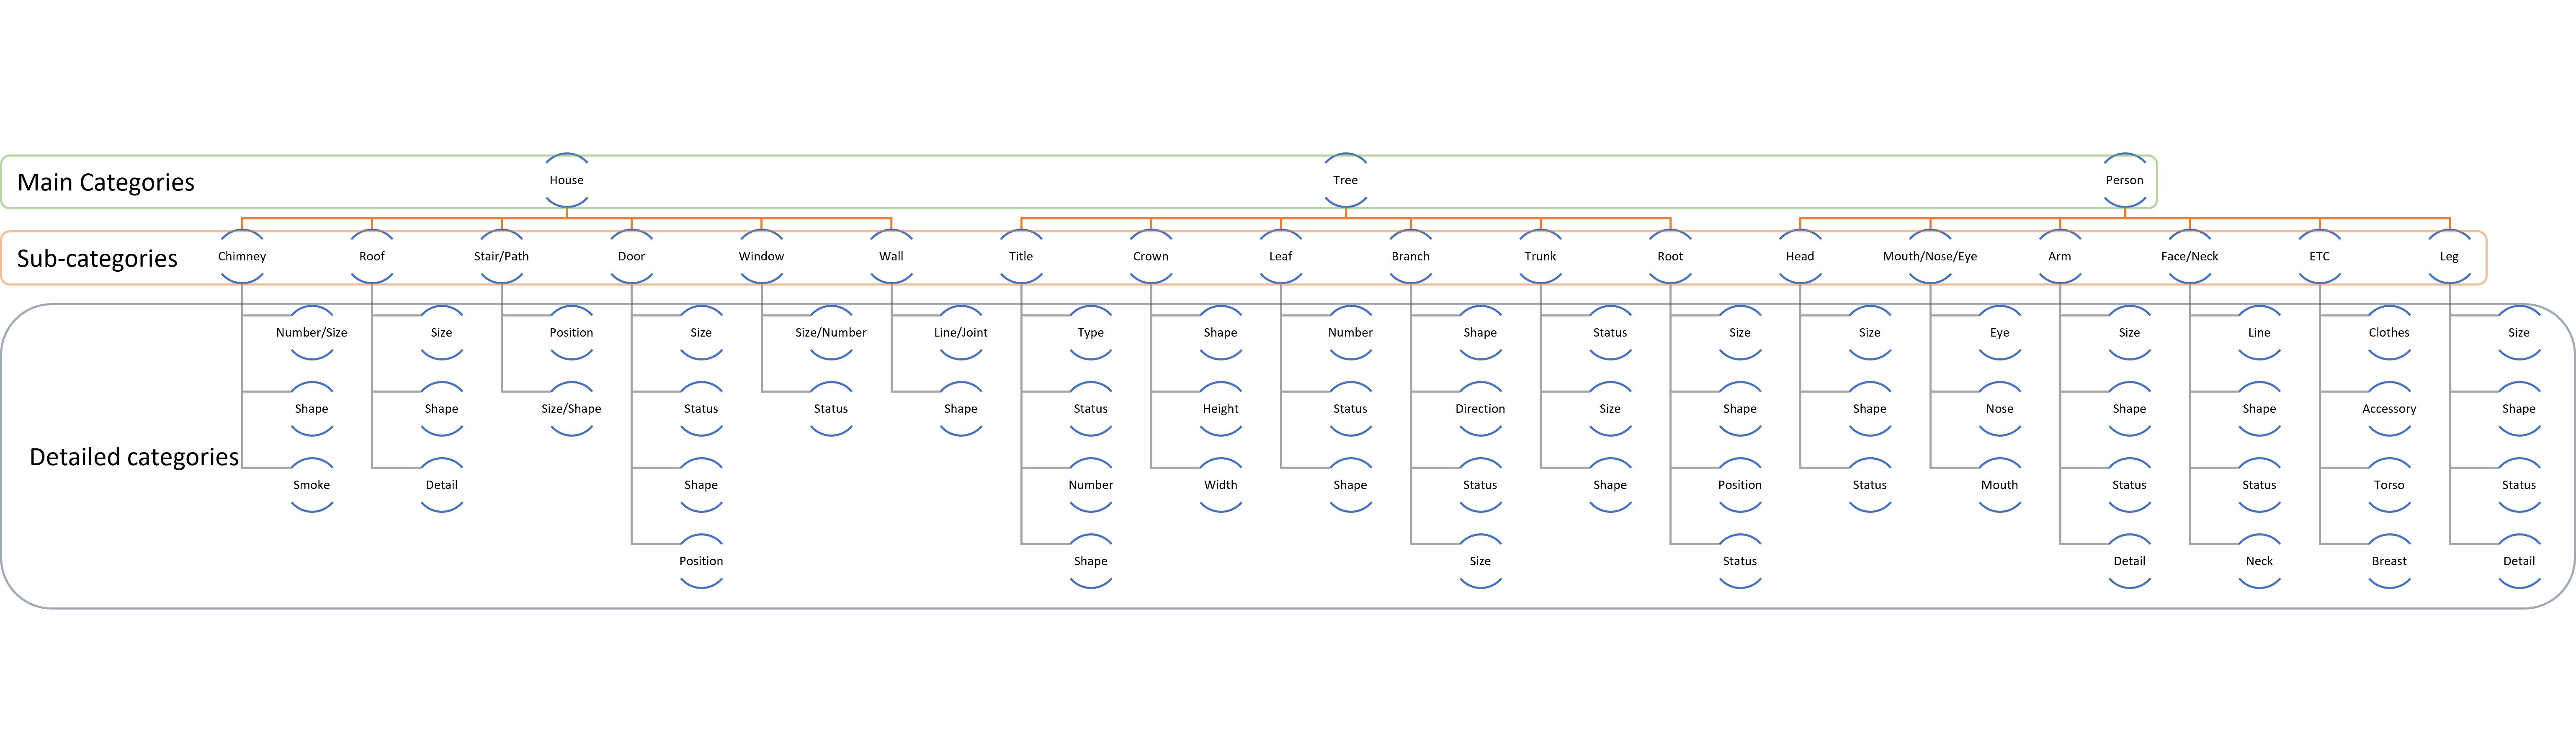 Main Categories
House
Tree
Person
Sub-categories
Chimney
Roof
Stair/Path
Door
Window
Wall
Title
Crown
Leaf
Branch
Trunk
Root
Head
Mouth/Nose/Eye
Arm
Face/Neck
ETC
Leg
Detailed categories
Number/Size
Shape
Smoke
Size
Shape
Detail
Position
Size/Shape
Size
Status
Shape
Position
Size/Number
Status
Line/Joint
Shape
Type
Status
Number
Shape
Shape
Height
Width
Number
Status
Shape
Shape
Direction
Status
Size
Status
Size
Shape
Size
Shape
Position
Status
Size
Shape
Status
Eye
Nose
Mouth
Size
Shape
Status
Detail
Line
Shape
Status
Neck
Clothes
Accessory
Torso
Breast
Size
Shape
Status
Detail